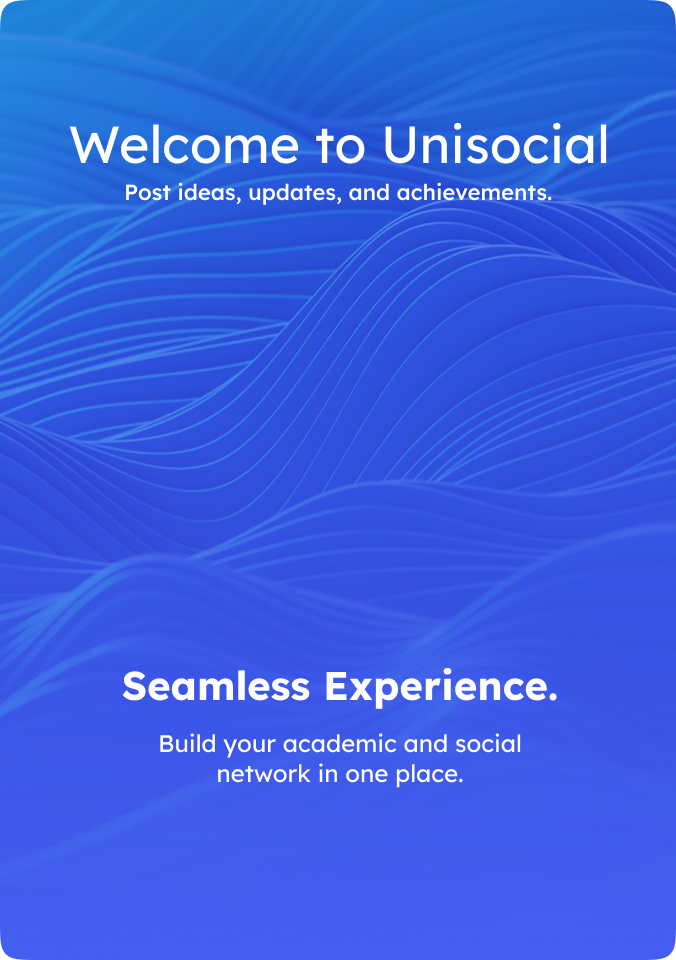 Welcome to Unisocial
Post ideas, updates, and achievements.
Seamless Experience.
Build your academic and social
network in one place.